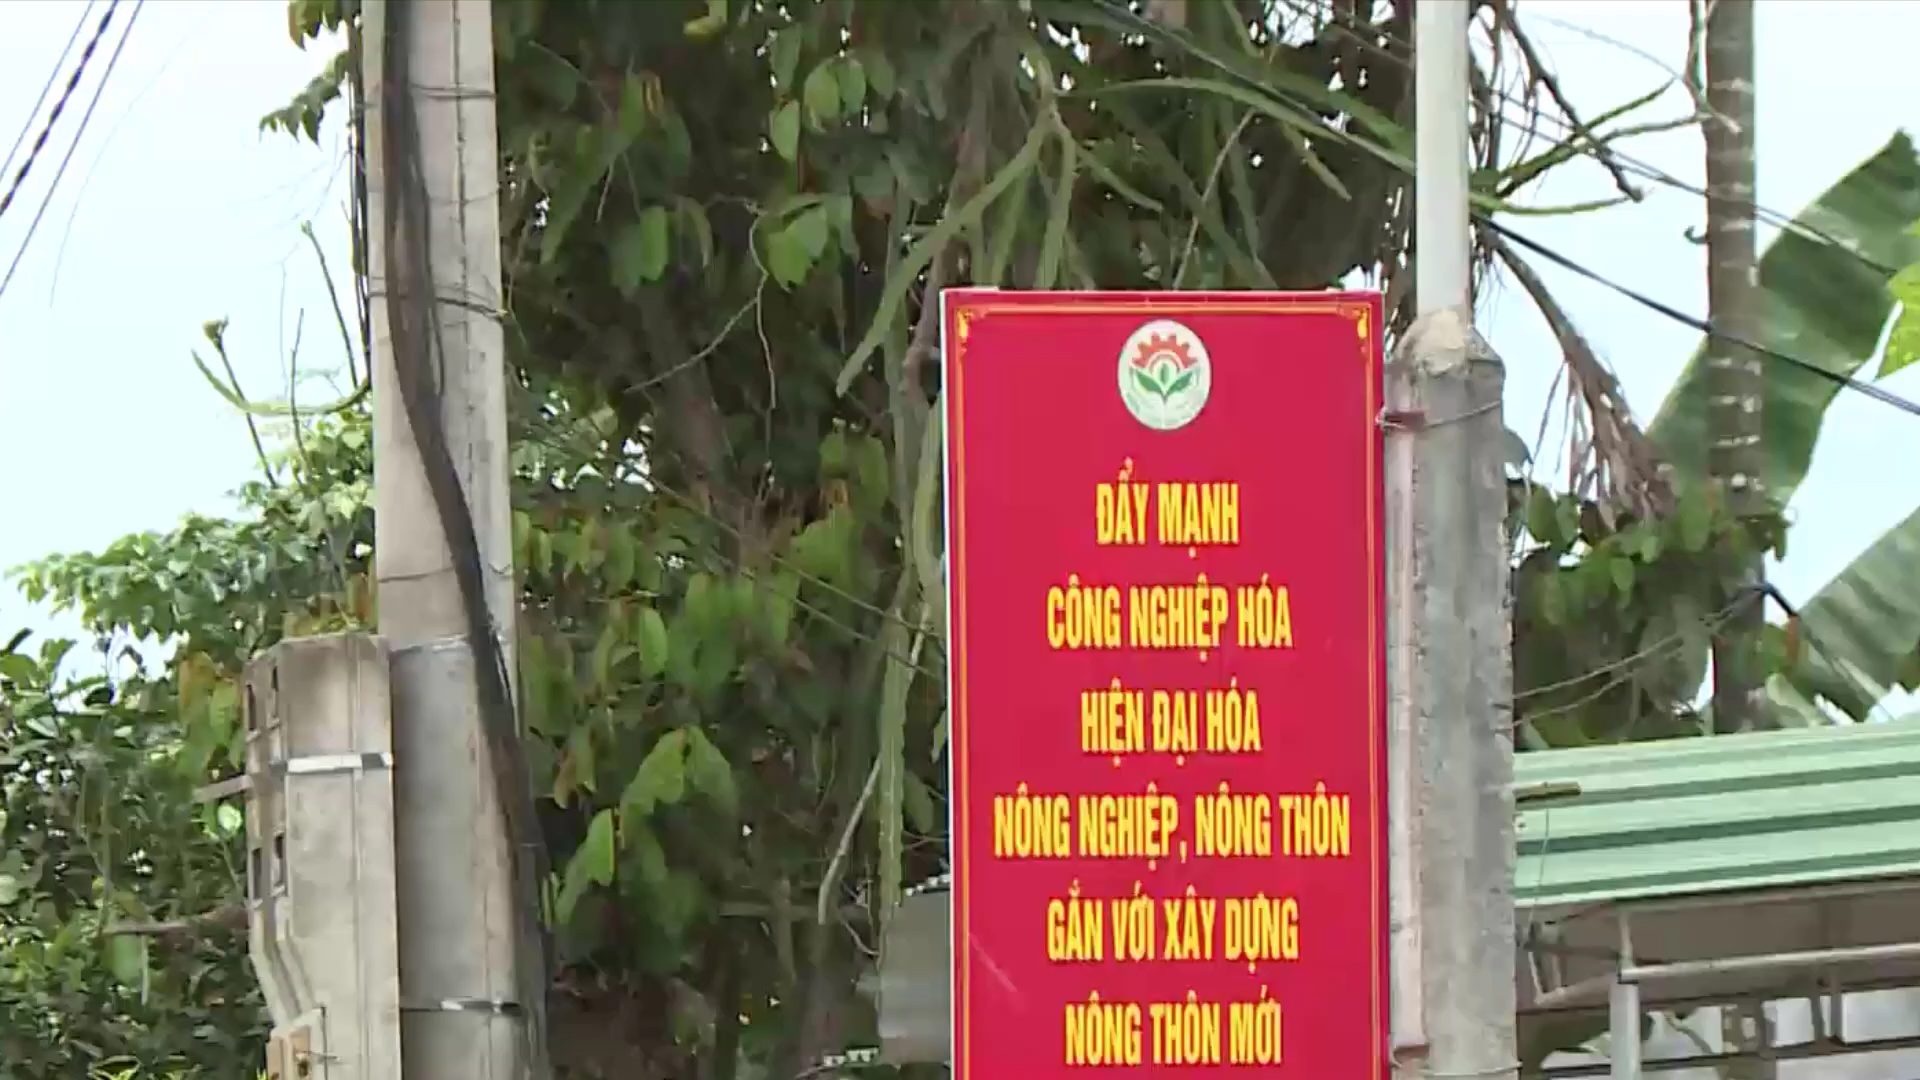 ĐẨY MẠNH
CÔNG NGHIỆP HÓA
HIỆN ĐẠI HÓA
NÔNG NGHIỆP, NÔNG THÔN
GẮN VỚI XÂY DỰNG
NÔNG THÔN MỚI